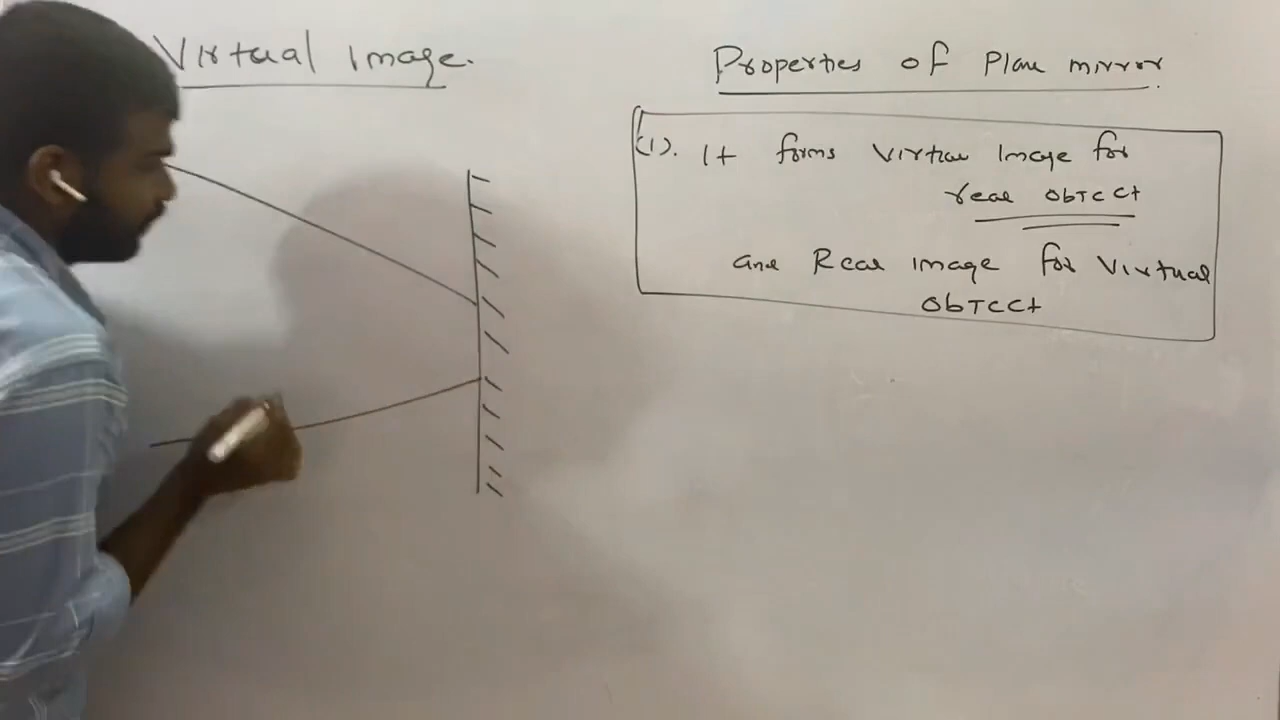 Virtual Image.
Properties of Plane mirror
(1). It forms Virtual Image for
real Object
and Real image for Virtual
Object